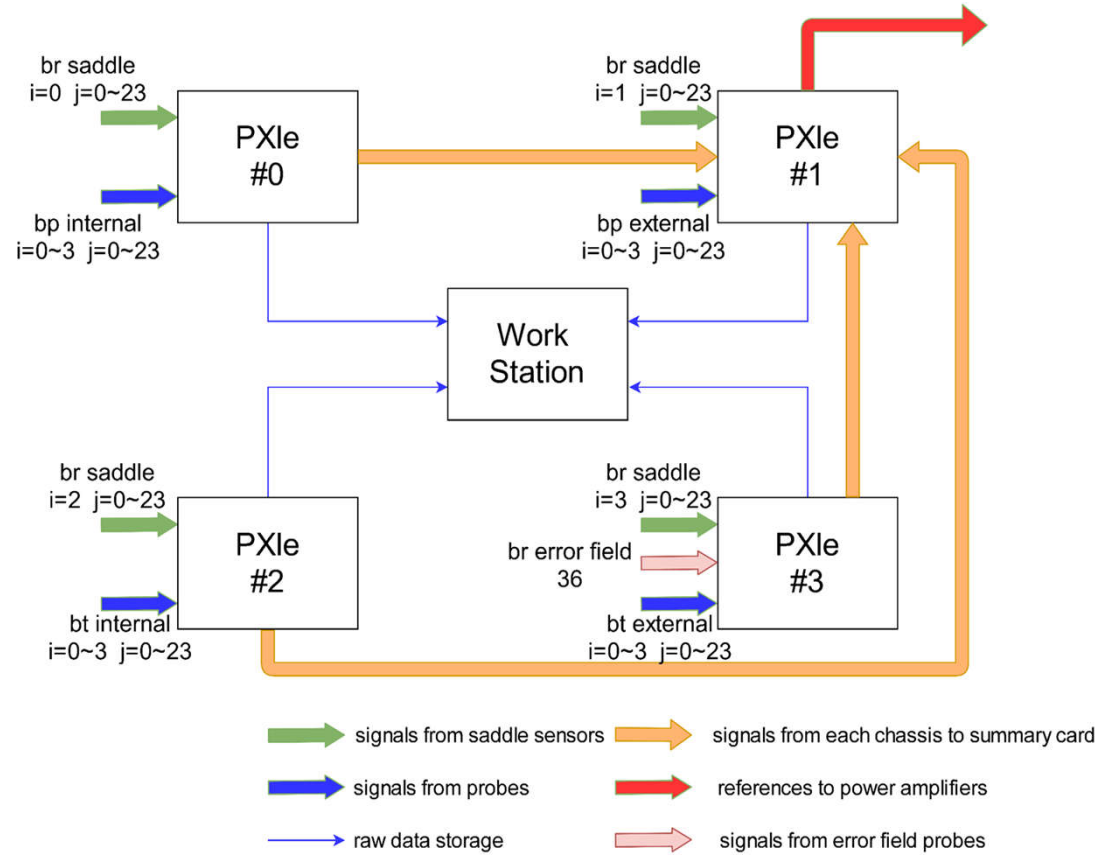 br saddle
i=0 j=0~23
PXIe
#0
bp internal
i=0~3 j=0~23
br saddle
i=1 j=0~23
PXIe
#1
bp external
i=0~3 j=0~23
Work
Station
br saddle
i=2 j=0~23
PXIe
#2
bt internal
i=0~3 j=0~23
br saddle
i=3 j=0~23
br error field
36
PXIe
#3
bt external
i=0~3 j=0~23
signals from saddle sensors
signals from each chassis to summary card
signals from probes
references to power amplifiers
raw data storage
signals from error field probes